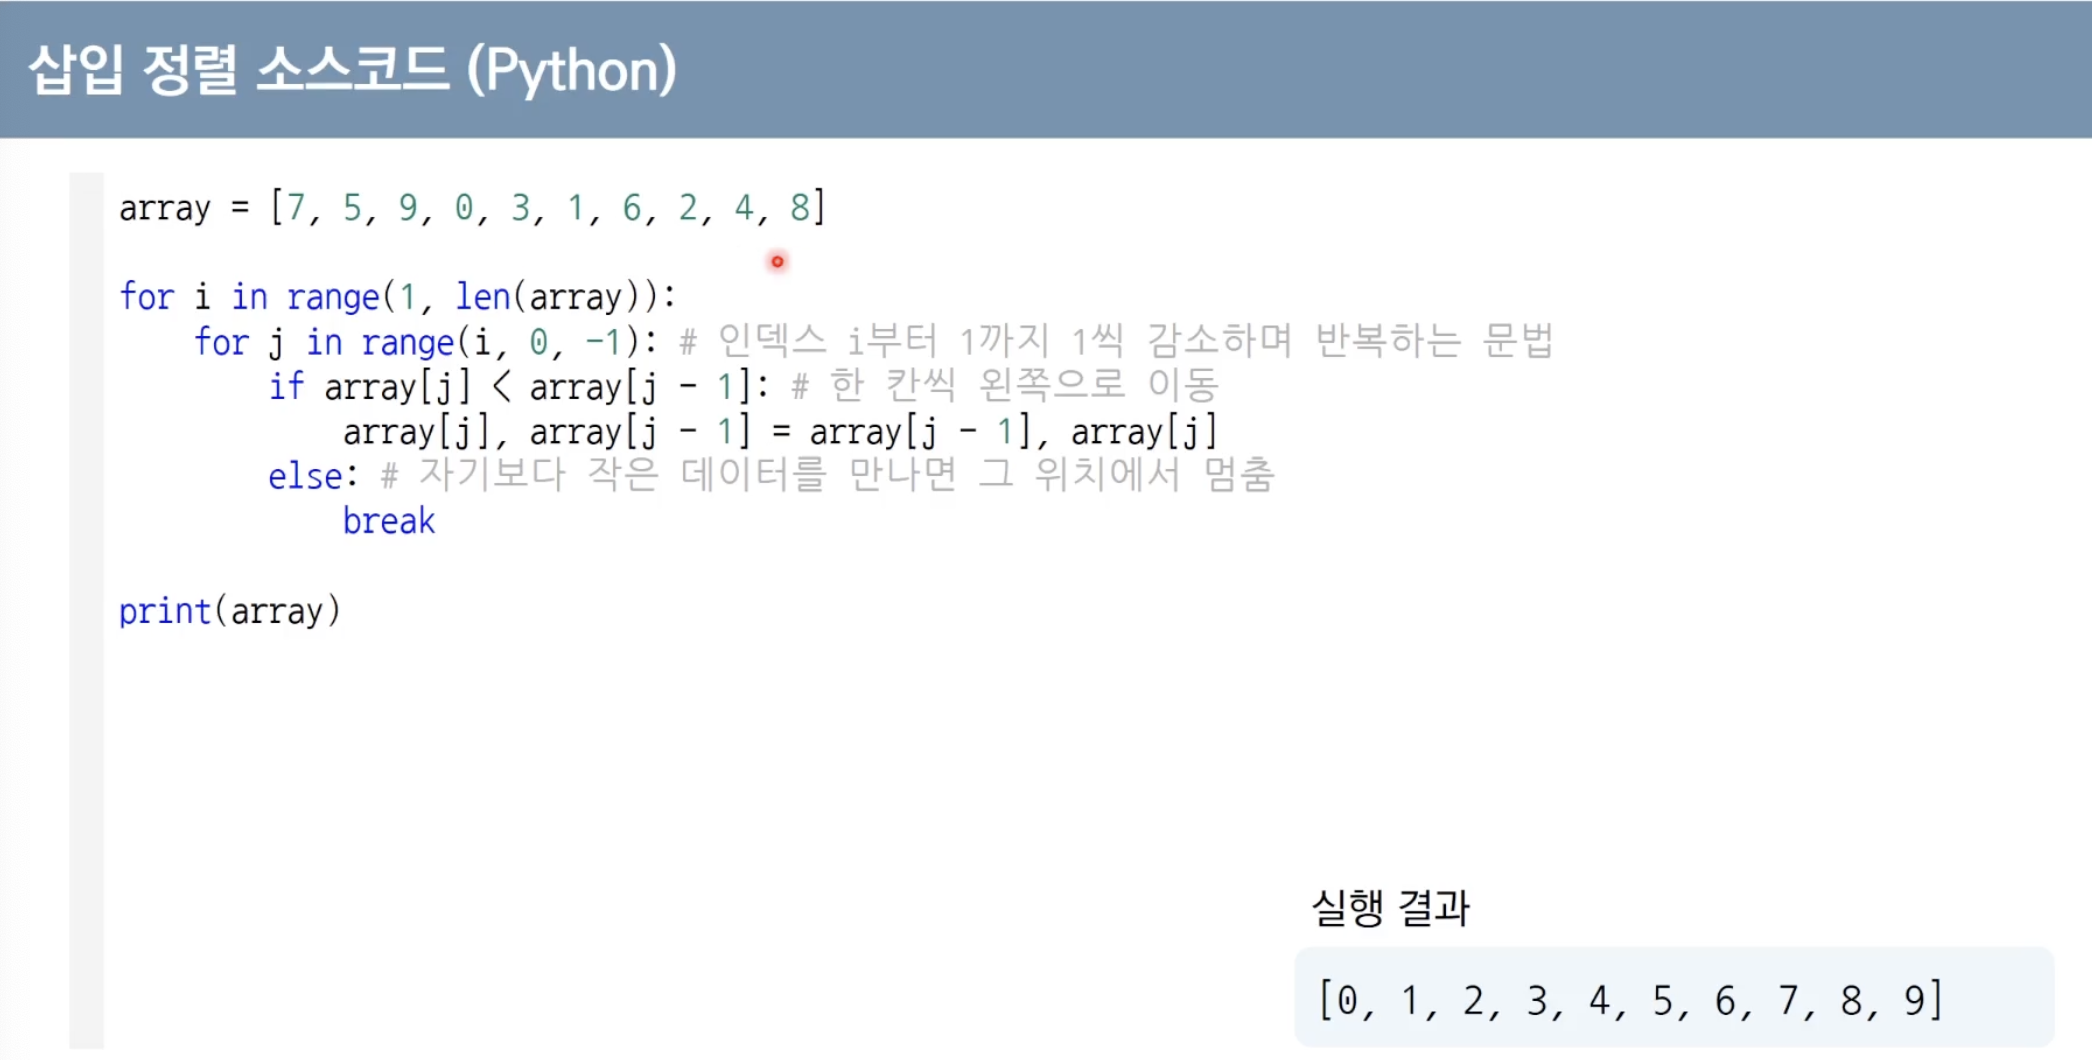 삽입 정렬 소스코드 (Python)
array = [7, 5, 9, 0, 3, 1, 6, 2, 4, 8]
for i in range(1, len(array)):
    for j in range(i, 0, -1): # 인덱스 i부터 1까지 1씩 감소하며 반복하는 문법
        if array[j] < array[j - 1]: # 한 칸씩 왼쪽으로 이동
            array[j], array[j - 1] = array[j - 1], array[j]
        else: # 자기보다 작은 데이터를 만나면 그 위치에서 멈춤
            break
print(array)
실행 결과
[0, 1, 2, 3, 4, 5, 6, 7, 8, 9]